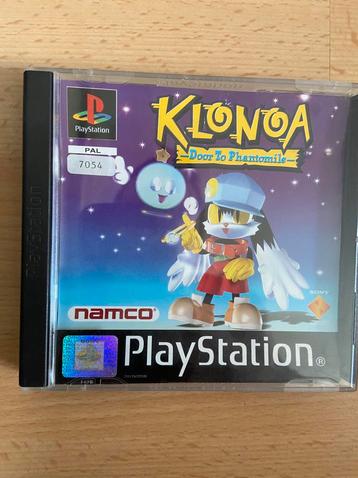 PlayStation
PAL
7054
KLONOA
Door To Phantomile
SONY
namco
PlayStation®
PlayStation